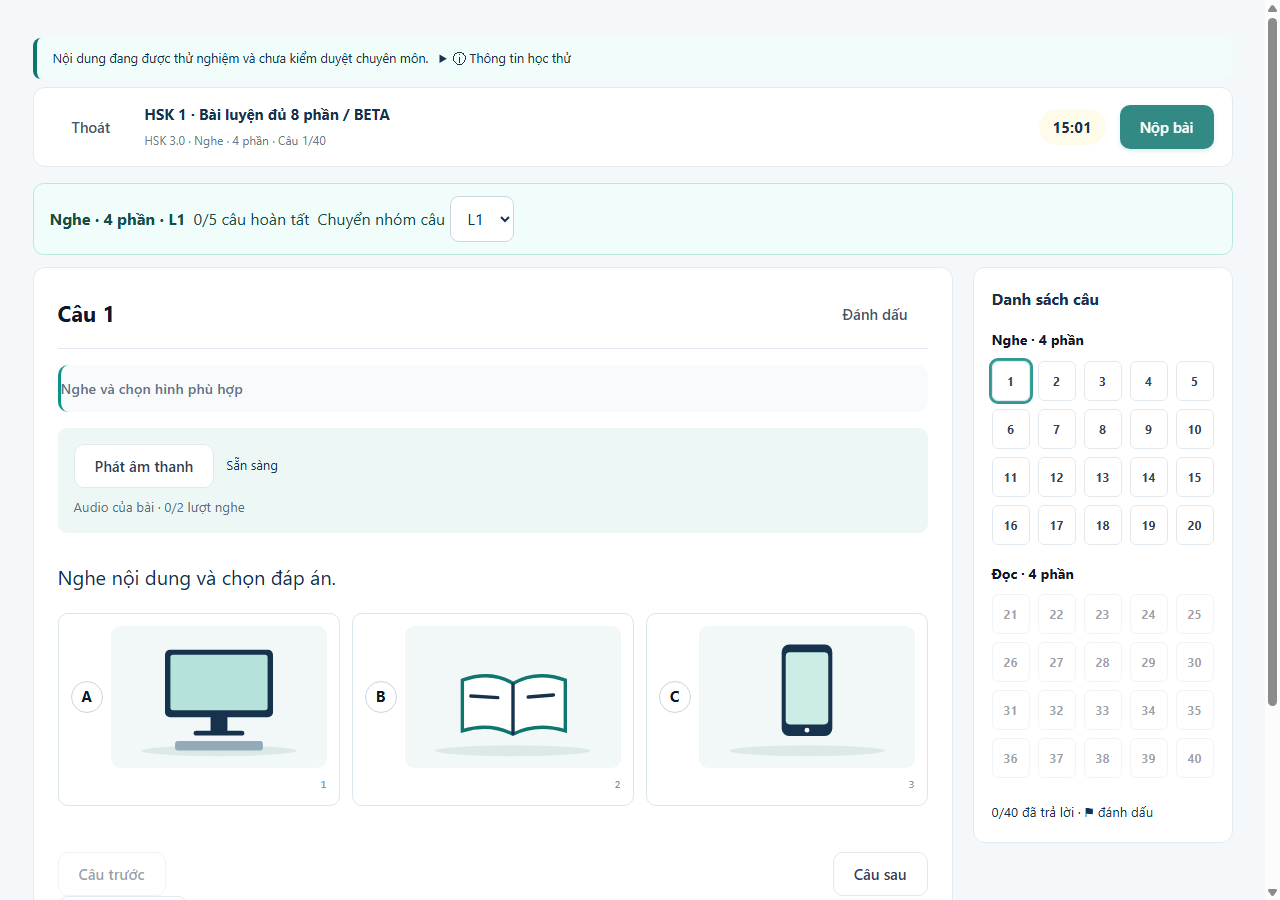 Nội dung đang được thử nghiệm và chưa kiểm duyệt chuyên môn. ▶ ⓘ Thông tin học thử
Thoát
HSK 1 · Bài luyện đủ 8 phần / BETA
HSK 3.0 · Nghe · 4 phần · Câu 1/40
15:01
Nộp bài
Nghe · 4 phần · L1 0/5 câu hoàn tất Chuyển nhóm câu L1
Câu 1
Đánh dấu
Nghe và chọn hình phù hợp
Phát âm thanh
Sẵn sàng
Audio của bài · 0/2 lượt nghe
Nghe nội dung và chọn đáp án.
A
1
B
2
C
3
Câu trước
Câu sau
Danh sách câu
Nghe · 4 phần
1 2 3 4 5
6 7 8 9 10
11 12 13 14 15
16 17 18 19 20
Đọc · 4 phần
21 22 23 24 25
26 27 28 29 30
31 32 33 34 35
36 37 38 39 40
0/40 đã trả lời · ⚑ đánh dấu